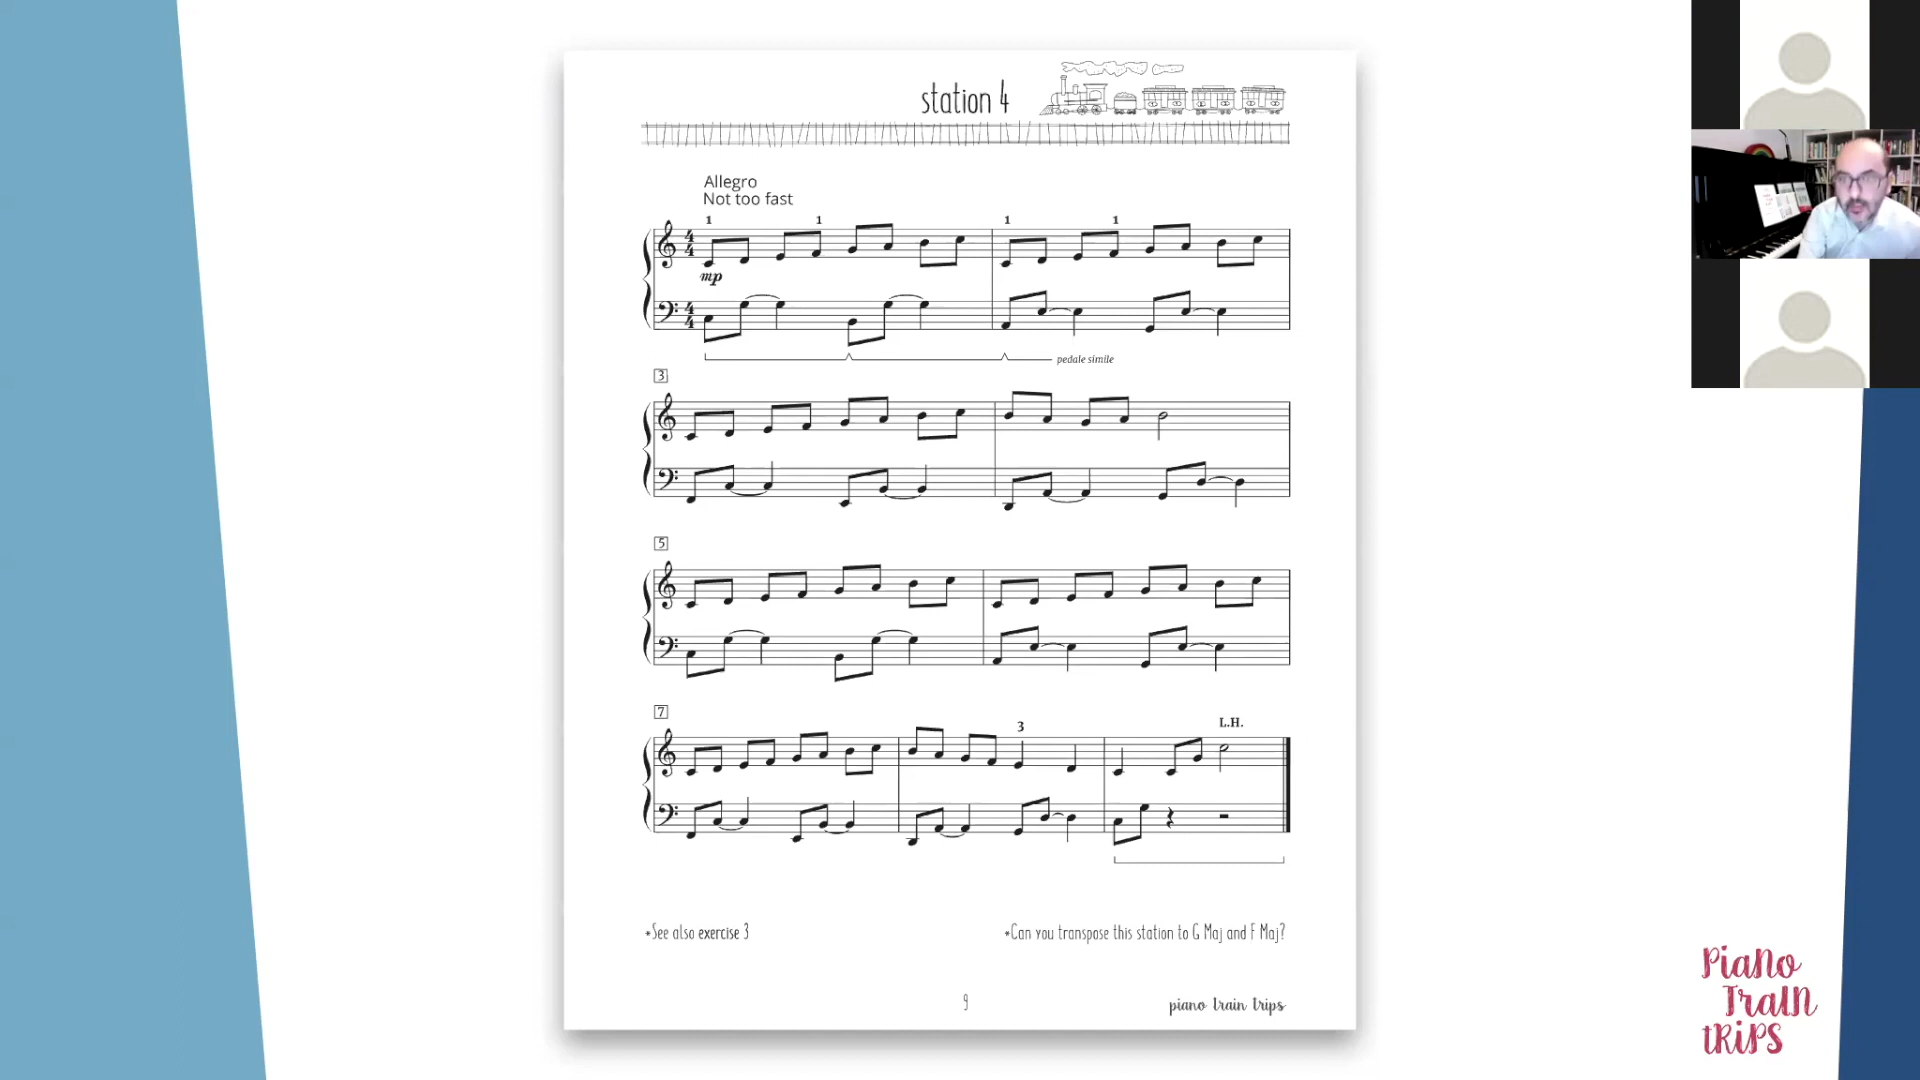 station 4
Allegro
Not too fast
1 1 1 1
mp
pedale simile
3
5
7
3
L.H.
*See also exercise 3
*Can you transpose this station to G Maj and F Maj?
9
piano train trips
Piano
Train
trips